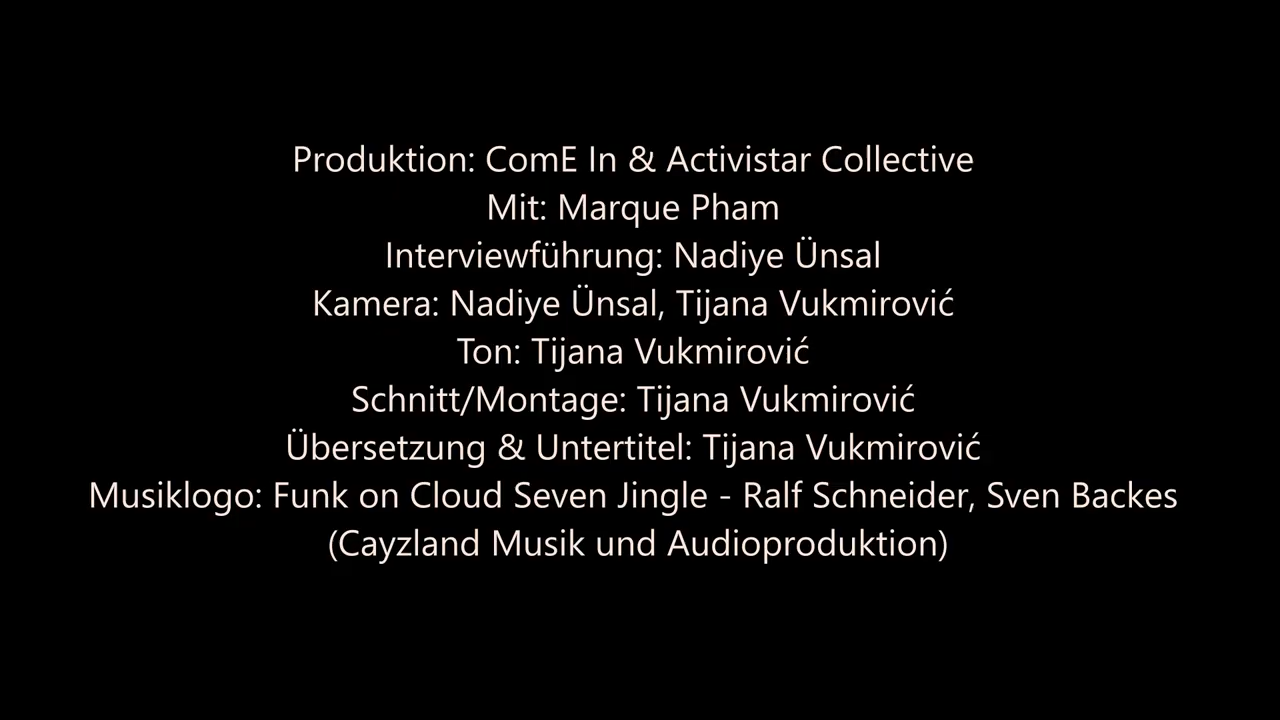 Produktion: ComE In & Activistar Collective
Mit: Marque Pham
Interviewführung: Nadiye Ünsal
Kamera: Nadiye Ünsal, Tijana Vukmirović
Ton: Tijana Vukmirović
Schnitt/Montage: Tijana Vukmirović
Übersetzung & Untertitel: Tijana Vukmirović
Musiklogo: Funk on Cloud Seven Jingle - Ralf Schneider, Sven Backes
(Cayzland Musik und Audioproduktion)